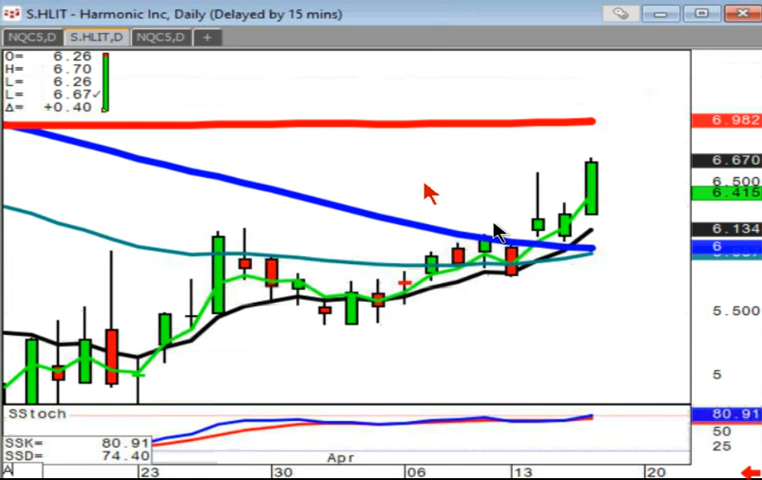 S.HLIT - Harmonic Inc, Daily (Delayed by 15 mins)
NQC5,D S.HLIT,D NQC5,D +
O= 6.26
H= 6.70
L= 6.26
L= 6.67✓
Δ= +0.40
6.982
6.670
6.500
6.415
6.134
6
5.500
5
SStoch
80.91
50
25
SSK= 80.91
SSD= 74.40
Apr
A 23 30 06 13 20